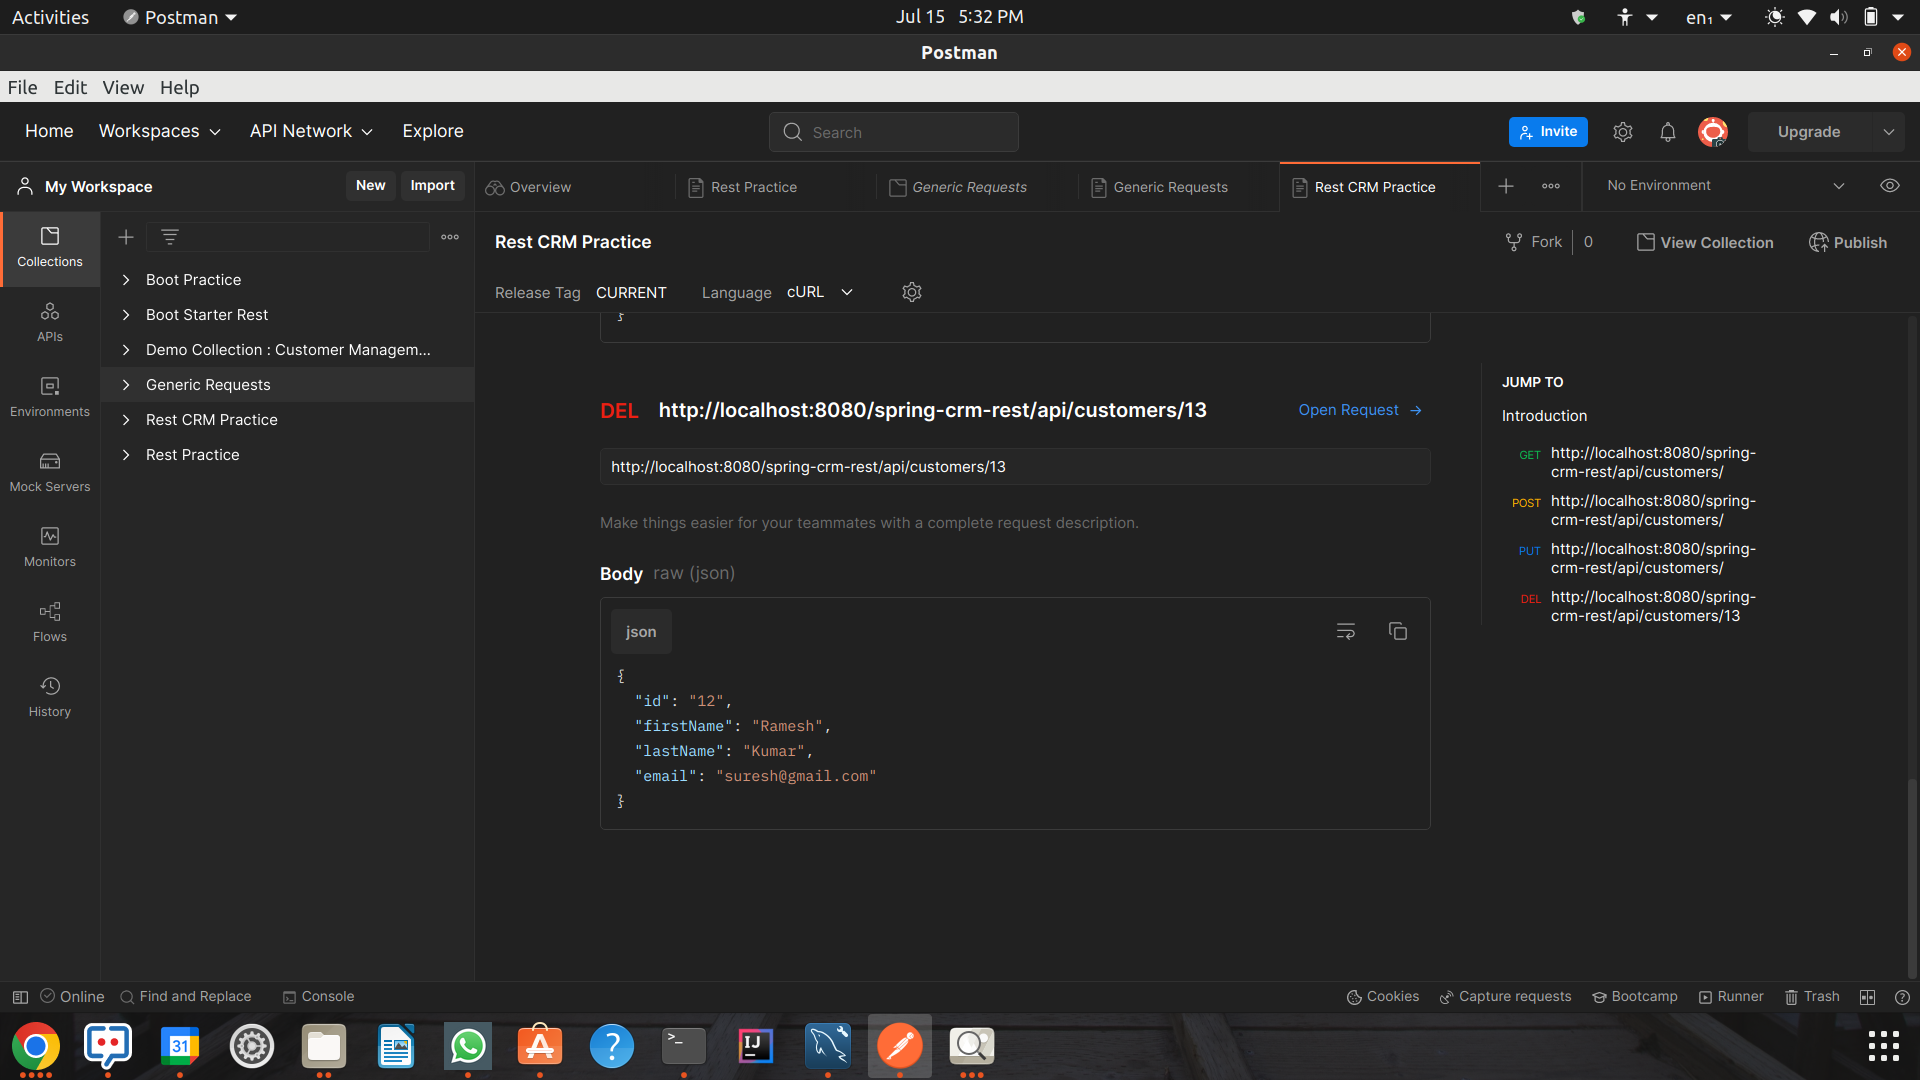 Activities
Postman
Jul 15 5:32 PM
en₁
Postman
File Edit View Help
Home Workspaces API Network Explore
Search
Invite
Upgrade
My Workspace
New Import
Overview
Rest Practice
Generic Requests
Generic Requests
Rest CRM Practice
No Environment
Collections
APIs
Environments
Mock Servers
Monitors
Flows
History
Boot Practice
Boot Starter Rest
Demo Collection : Customer Managem...
Generic Requests
Rest CRM Practice
Rest Practice
Rest CRM Practice
Fork 0
View Collection
Publish
Release Tag CURRENT Language cURL
}
DEL http://localhost:8080/spring-crm-rest/api/customers/13
Open Request →
http://localhost:8080/spring-crm-rest/api/customers/13
Make things easier for your teammates with a complete request description.
Body raw (json)
json
{
"id": "12",
"firstName": "Ramesh",
"lastName": "Kumar",
"email": "suresh@gmail.com"
}
JUMP TO
Introduction
GET http://localhost:8080/spring-
crm-rest/api/customers/
POST http://localhost:8080/spring-
crm-rest/api/customers/
PUT http://localhost:8080/spring-
crm-rest/api/customers/
DEL http://localhost:8080/spring-
crm-rest/api/customers/13
Online Find and Replace Console
Cookies Capture requests Bootcamp Runner Trash
31
>_
IJ